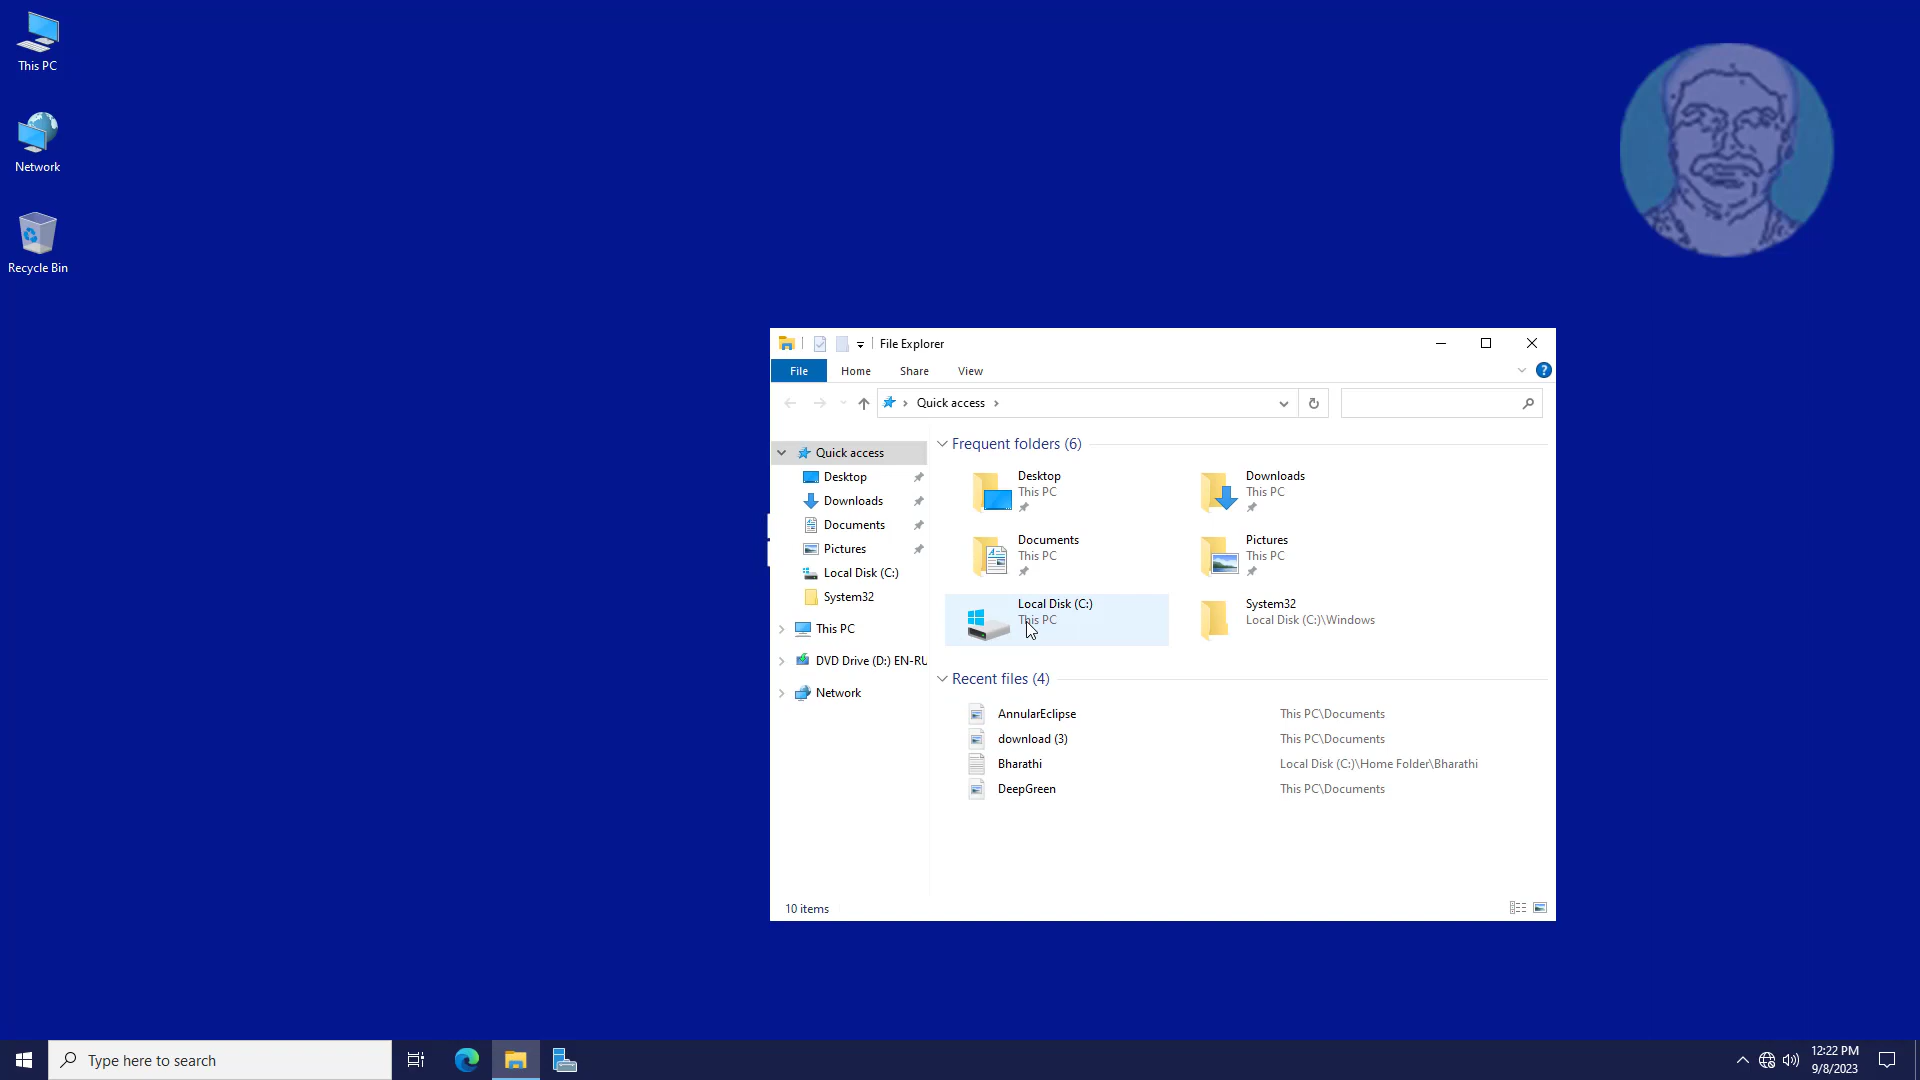 This PC
Network
Recycle Bin
File Explorer
File Home Share View
?
Quick access
Quick access
Desktop
Downloads
Documents
Pictures
Local Disk (C:)
System32
This PC
DVD Drive (D:) EN-RU
Network
Frequent folders (6)
Desktop
This PC
Downloads
This PC
Documents
This PC
Pictures
This PC
Local Disk (C:)
This PC
System32
Local Disk (C:)\Windows
Recent files (4)
AnnularEclipse This PC\Documents
download (3) This PC\Documents
Bharathi Local Disk (C:)\Home Folder\Bharathi
DeepGreen This PC\Documents
10 items
Type here to search
12:22 PM
9/8/2023